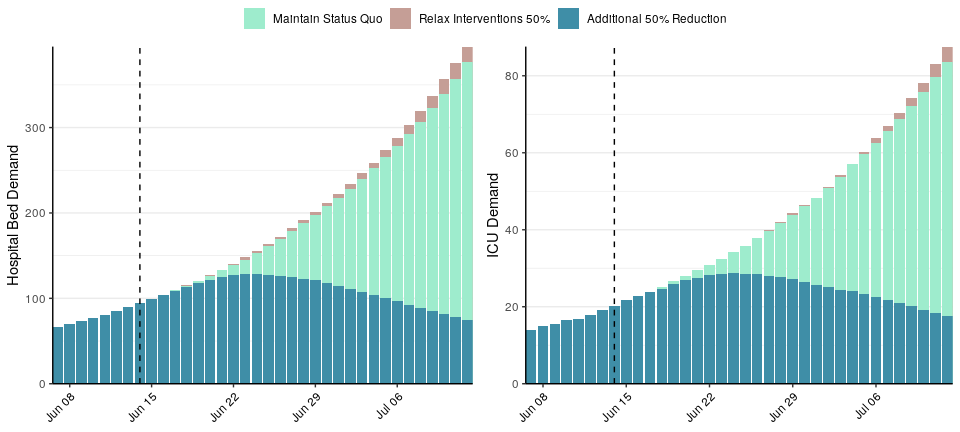 Maintain Status Quo Relax Interventions 50% Additional 50% Reduction
Hospital Bed Demand
300
200
100
0
Jun 08 Jun 15 Jun 22 Jun 29 Jul 06
ICU Demand
80
60
40
20
0
Jun 08 Jun 15 Jun 22 Jun 29 Jul 06